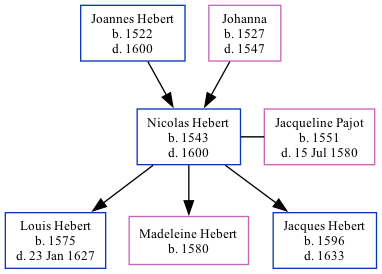 Joannes Hebert
b. 1522
d. 1600
Johanna
b. 1527
d. 1547
Nicolas Hebert
b. 1543
d. 1600
Jacqueline Pajot
b. 1551
d. 15 Jul 1580
Louis Hebert
b. 1575
d. 23 Jan 1627
Madeleine Hebert
b. 1580
Jacques Hebert
b. 1596
d. 1633